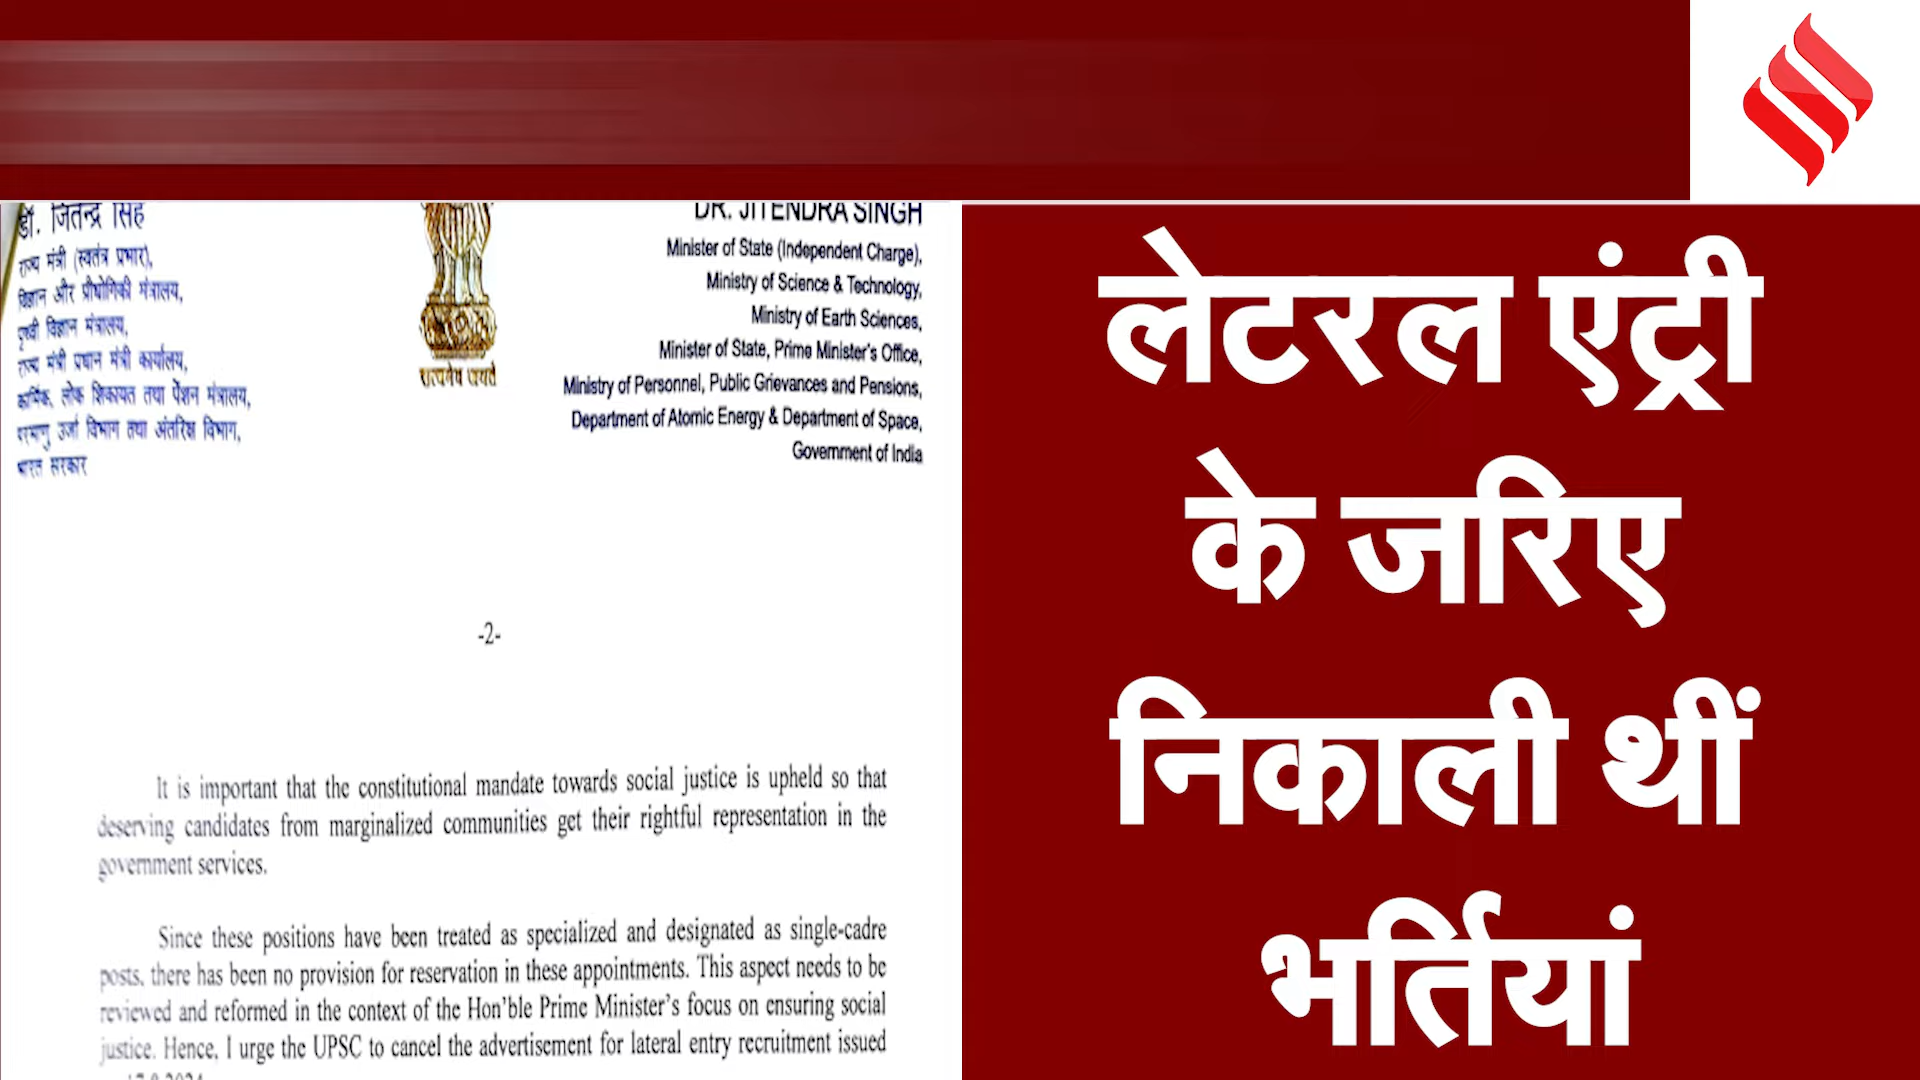 डॉ. जितेन्द्र सिंह
राज्य मंत्री (स्वतंत्र प्रभार),
विज्ञान और प्रौद्योगिकी मंत्रालय,
पृथ्वी विज्ञान मंत्रालय,
राज्य मंत्री प्रधान मंत्री कार्यालय,
कार्मिक, लोक शिकायत तथा पेंशन मंत्रालय,
परमाणु उर्जा विभाग तथा अंतरिक्ष विभाग,
भारत सरकार
सत्यमेव जयते
DR. JITENDRA SINGH
Minister of State (Independent Charge),
Ministry of Science & Technology,
Ministry of Earth Sciences,
Minister of State, Prime Minister's Office,
Ministry of Personnel, Public Grievances and Pensions,
Department of Atomic Energy & Department of Space,
Government of India
-2-
It is important that the constitutional mandate towards social justice is upheld so that
deserving candidates from marginalized communities get their rightful representation in the
government services.
Since these positions have been treated as specialized and designated as single-cadre
posts, there has been no provision for reservation in these appointments. This aspect needs to be
reviewed and reformed in the context of the Hon'ble Prime Minister's focus on ensuring social
justice. Hence, I urge the UPSC to cancel the advertisement for lateral entry recruitment issued
लेटरल एंट्री
के जरिए
निकाली थीं
भर्तियां